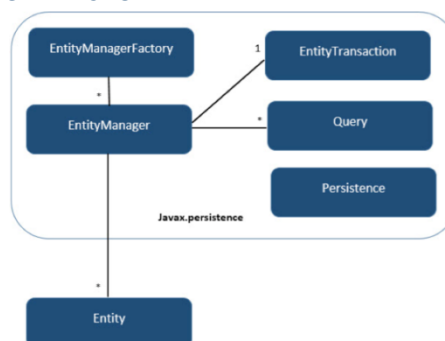 EntityManagerFactory
1
EntityTransaction
*
EntityManager
*
Query
Persistence
Javax.persistence
*
Entity